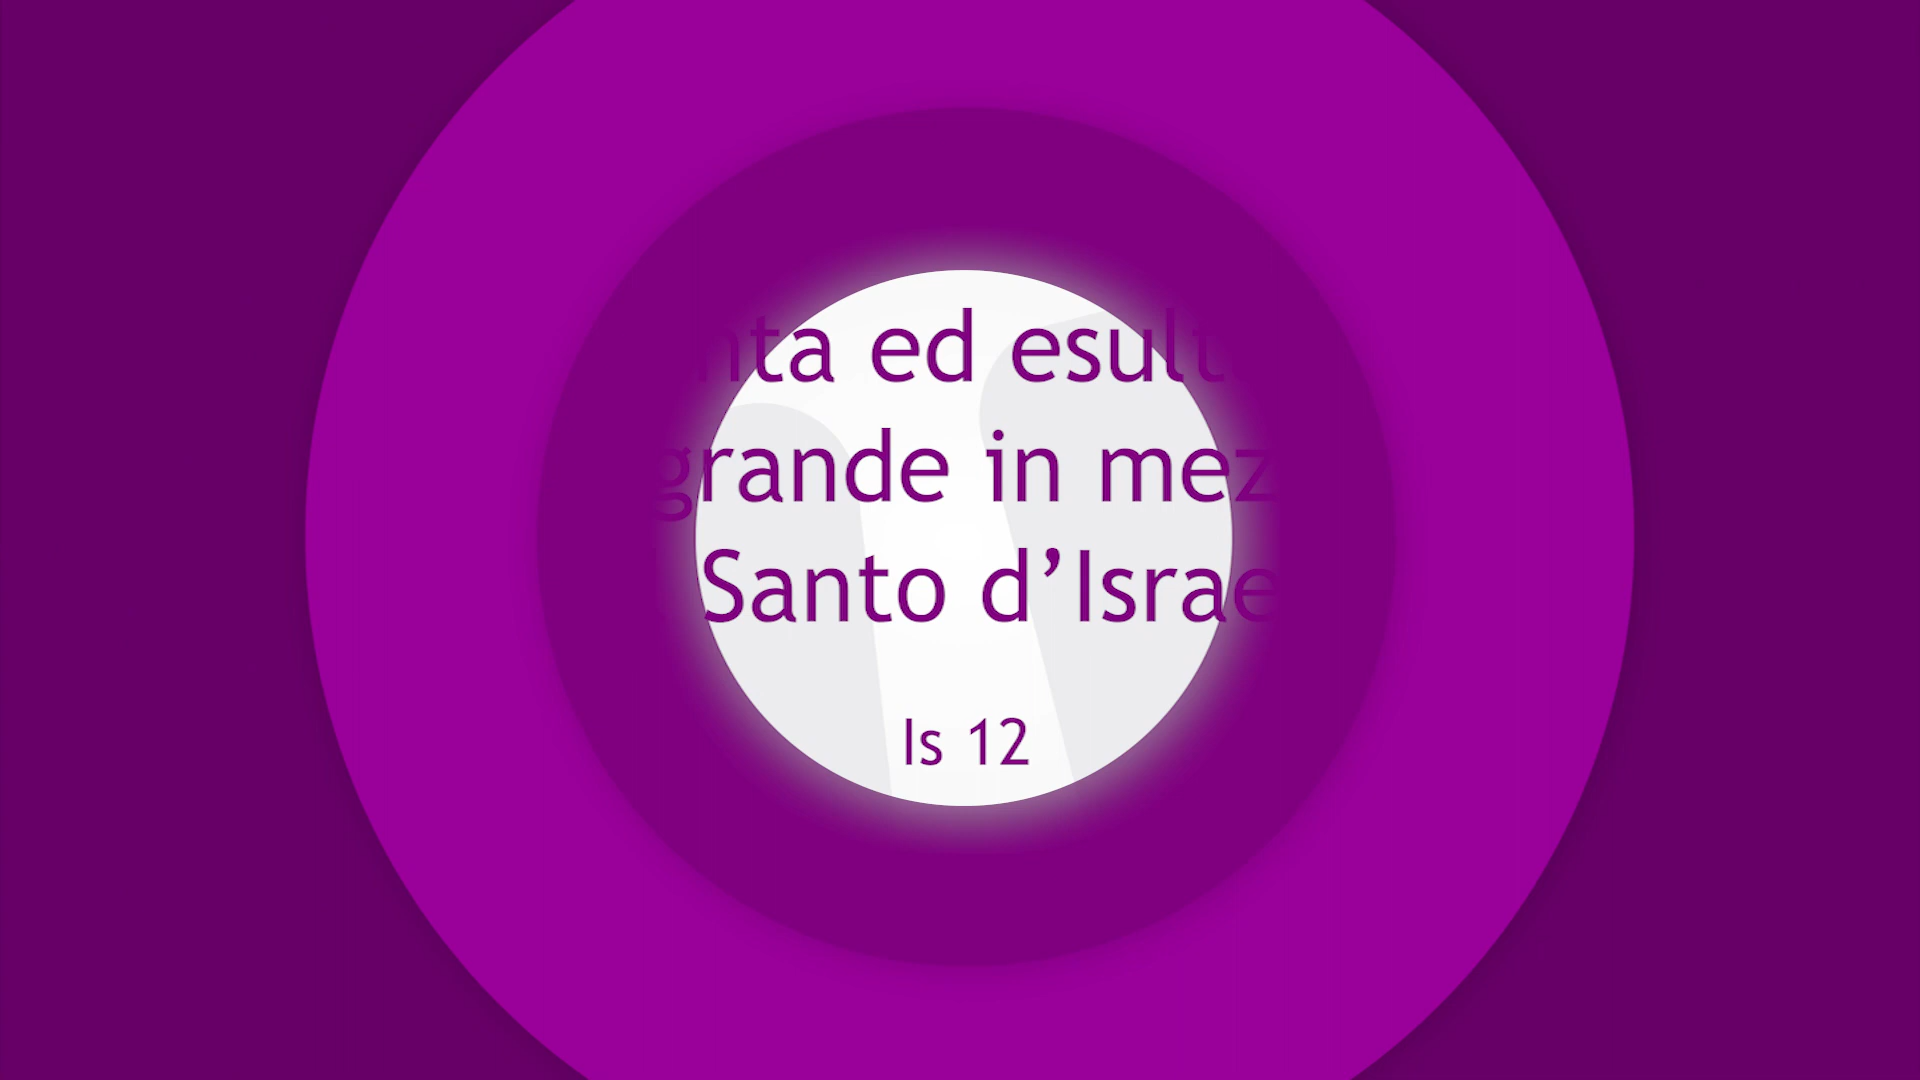 nta ed esult
grande in mez
Santo d’Israe
Is 12